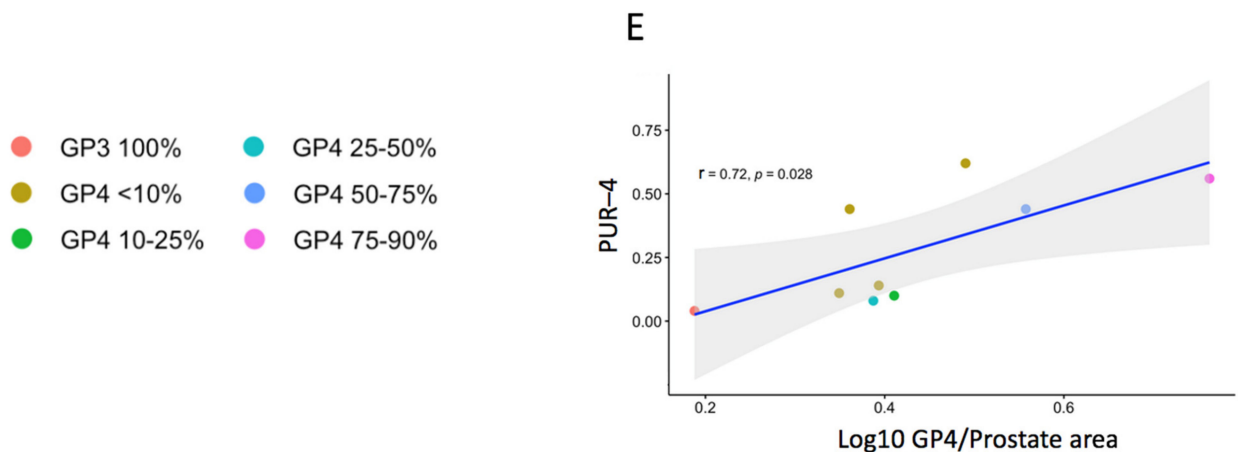 E
GP3 100%
GP4 <10%
GP4 10-25%
GP4 25-50%
GP4 50-75%
GP4 75-90%
PUR–4
0.75
0.50
0.25
0.00
r = 0.72, p = 0.028
0.2
0.4
0.6
Log10 GP4/Prostate area